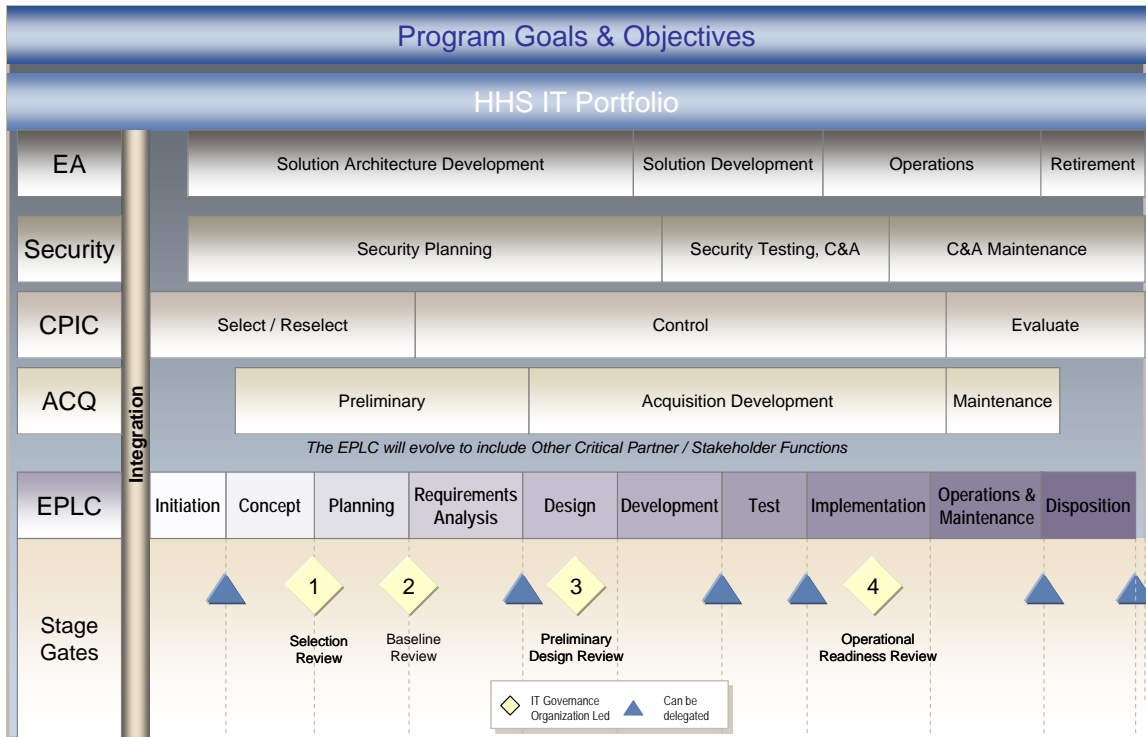 Program Goals & Objectives
HHS IT Portfolio
EA
Solution Architecture Development
Solution Development
Operations
Retirement
Security
Security Planning
Security Testing, C&A
C&A Maintenance
CPIC
Select / Reselect
Control
Evaluate
ACQ
Preliminary
Acquisition Development
Maintenance
Integration
The EPLC will evolve to include Other Critical Partner / Stakeholder Functions
EPLC
Initiation
Concept
Planning
Requirements
Analysis
Design
Development
Test
Implementation
Operations &
Maintenance
Disposition
Stage
Gates
1
Selection
Review
2
Baseline
Review
3
Preliminary
Design Review
4
Operational
Readiness Review
IT Governance
Organization Led
Can be
delegated